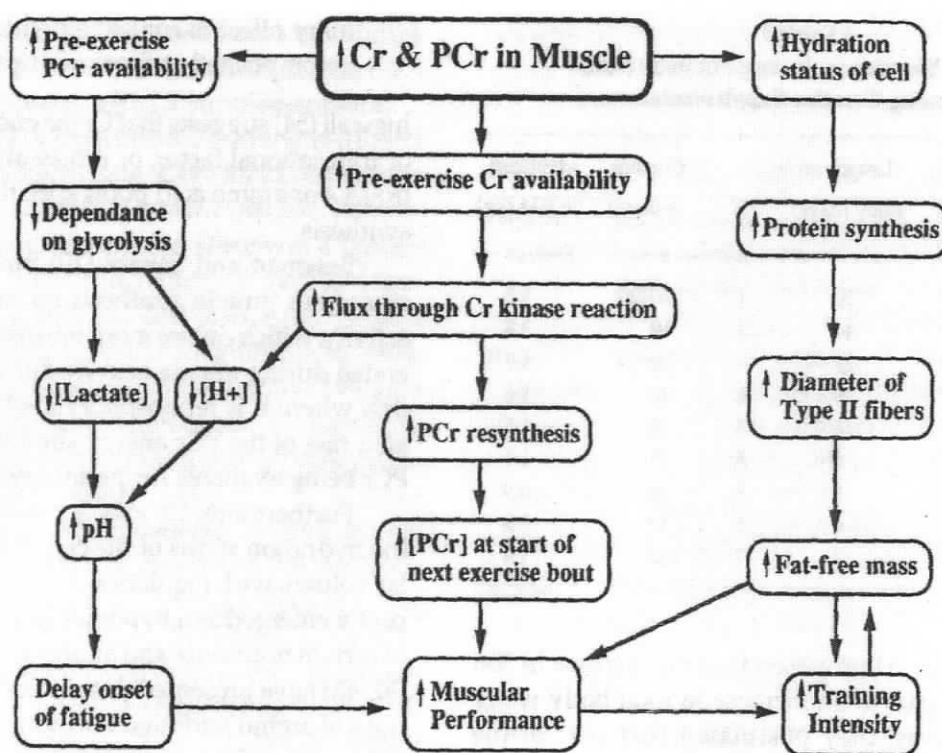 ↑Pre-exercise
PCr availability
↑Cr & PCr in Muscle
↑Hydration
status of cell
↑Pre-exercise Cr availability
↓Dependance
on glycolysis
↑Protein synthesis
↑Flux through Cr kinase reaction
↓[Lactate]
↓[H+]
↑Diameter of
Type II fibers
↑PCr resynthesis
↑pH
↑[PCr] at start of
next exercise bout
↑Fat-free mass
Delay onset
of fatigue
↑Muscular
Performance
↑Training
Intensity